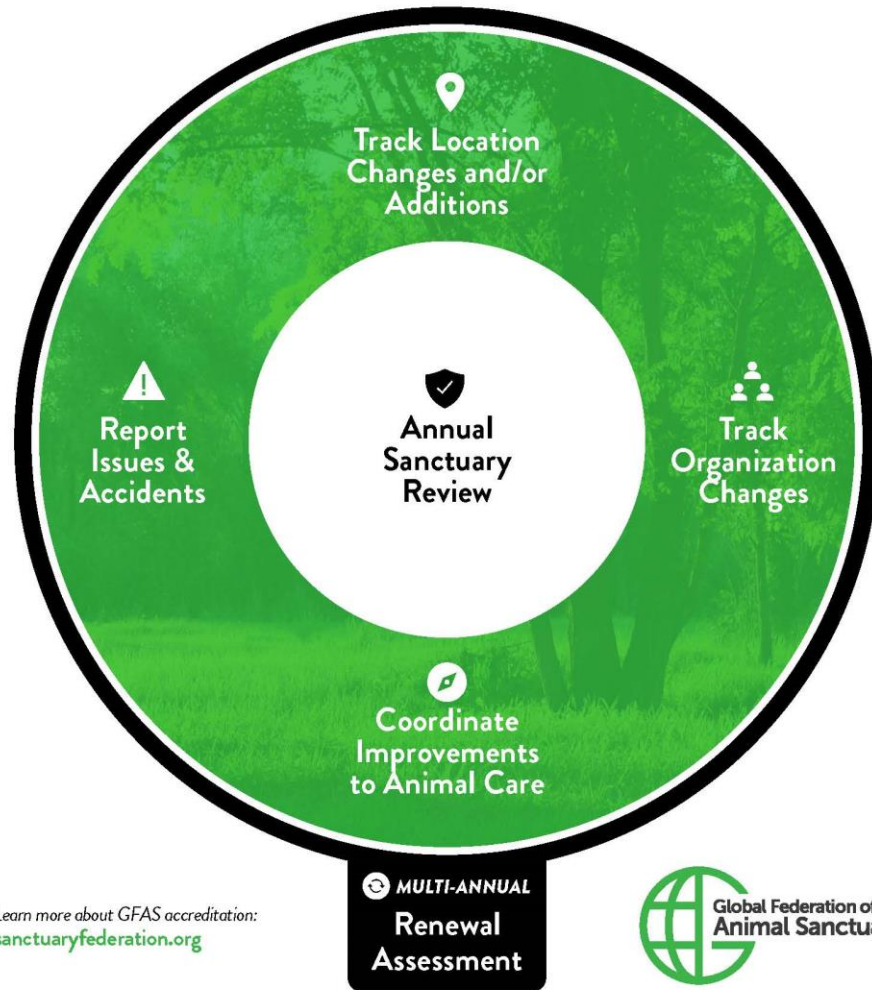 Track Location
Changes and/or
Additions
Report
Issues &
Accidents
Annual
Sanctuary
Review
Track
Organization
Changes
Coordinate
Improvements
to Animal Care
MULTI-ANNUAL
Renewal
Assessment
Learn more about GFAS accreditation:
sanctuaryfederation.org
Global Federation of
Animal Sanctua